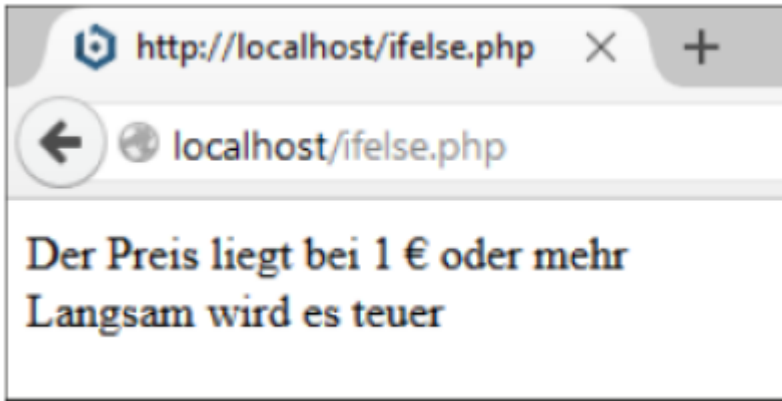 http://localhost/ifelse.php
localhost/ifelse.php
Der Preis liegt bei 1 € oder mehr
Langsam wird es teuer